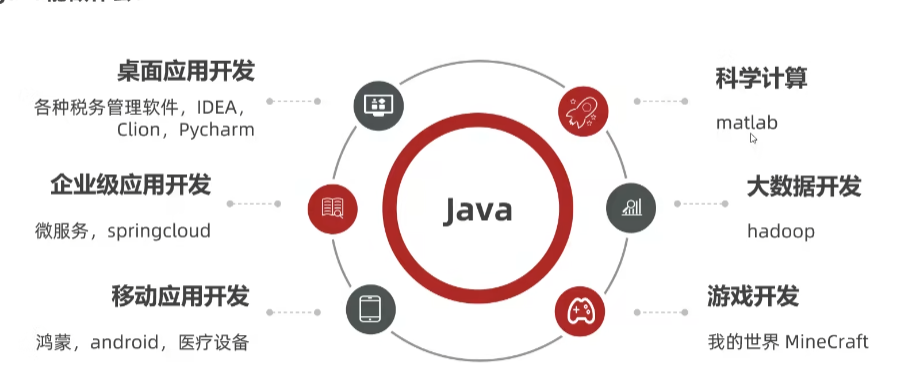 桌面应用开发
各种税务管理软件，IDEA，
Clion，Pycharm
企业级应用开发
微服务，springcloud
移动应用开发
鸿蒙，android，医疗设备
Java
科学计算
matlab
大数据开发
hadoop
游戏开发
我的世界 MineCraft